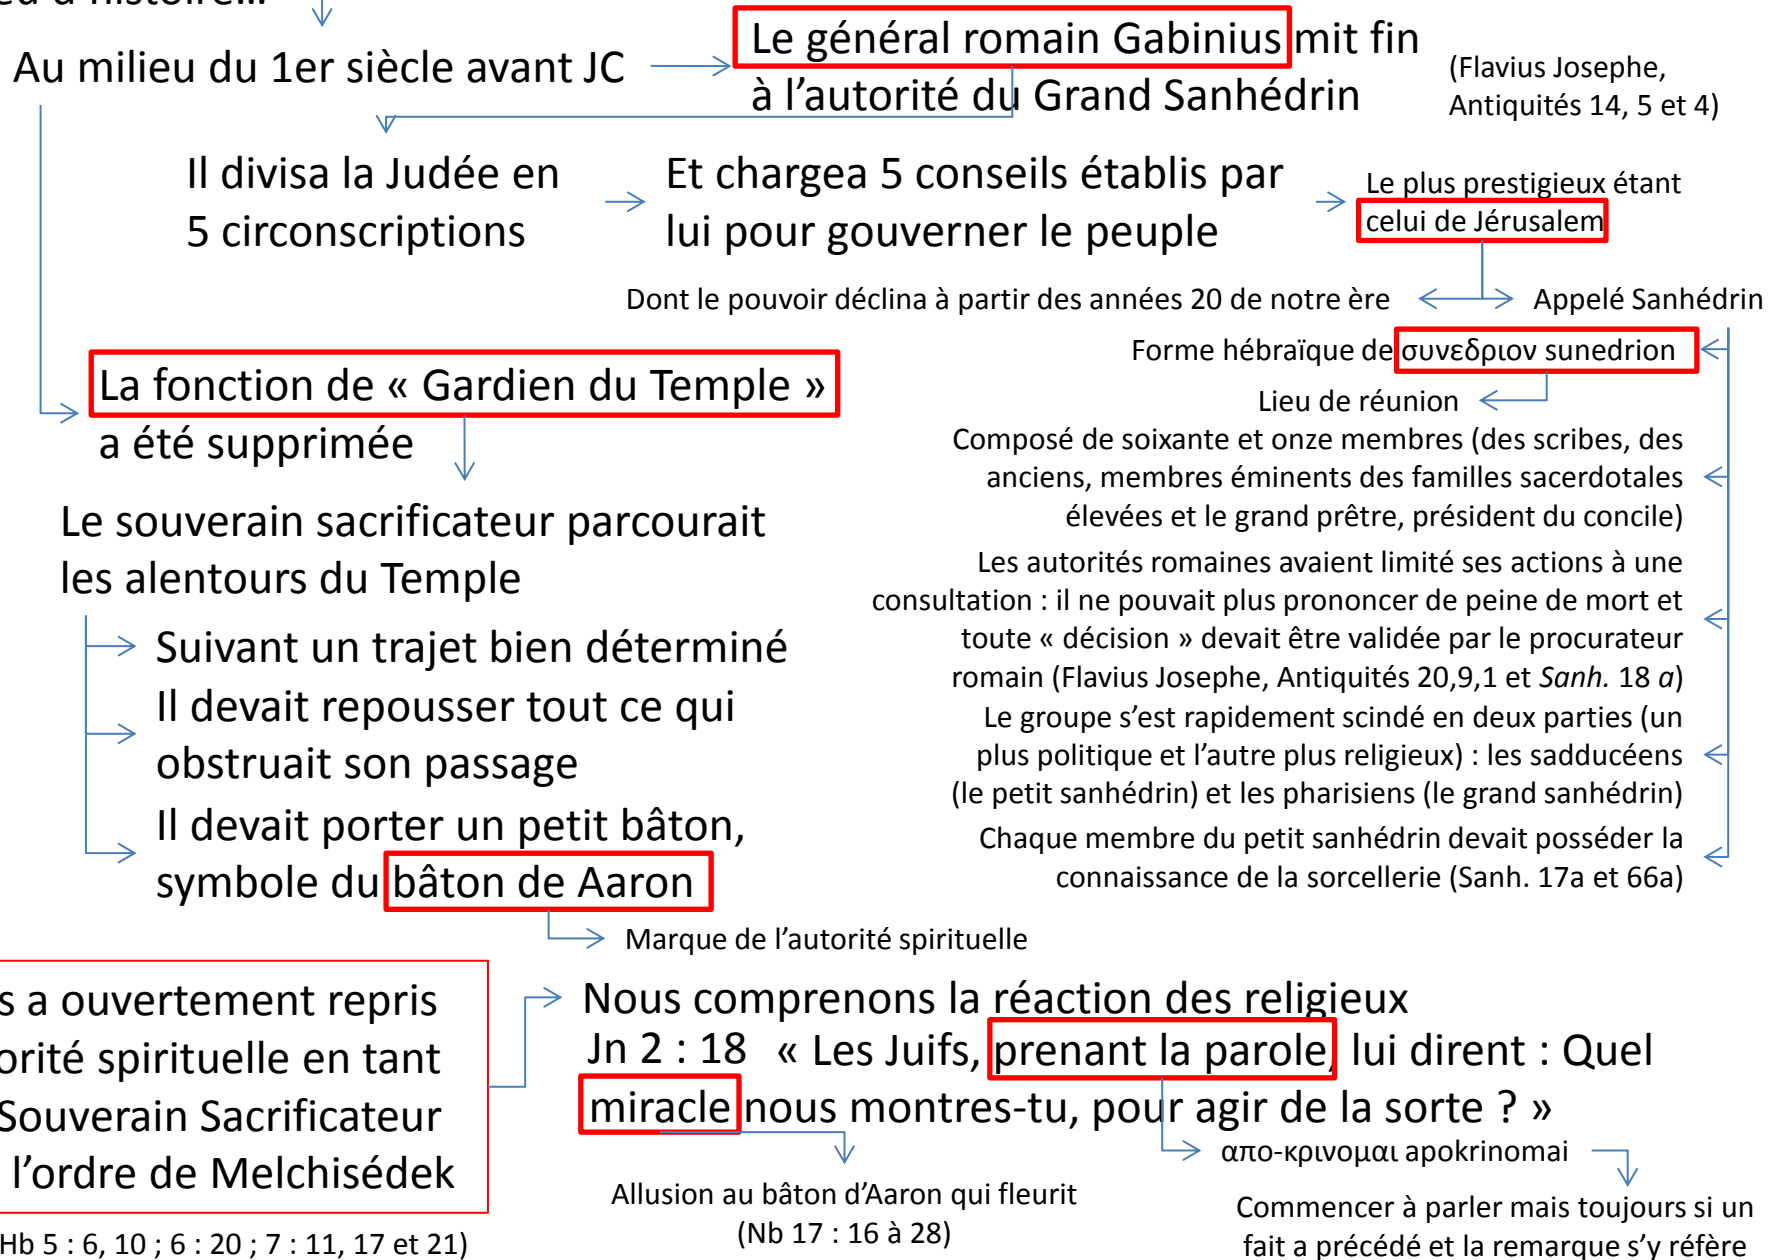 d'histoire...
Au milieu du 1er siècle avant JC
Le général romain Gabinius mit fin
à l'autorité du Grand Sanhédrin
(Flavius Josephe,
Antiquités 14, 5 et 4)
Il divisa la Judée en
5 circonscriptions
Et chargea 5 conseils établis par
lui pour gouverner le peuple
Le plus prestigieux étant
celui de Jérusalem
Dont le pouvoir déclina à partir des années 20 de notre ère
Appelé Sanhédrin
Forme hébraïque de συνεδριον sunedrion
Lieu de réunion
Composé de soixante et onze membres (des scribes, des
anciens, membres éminents des familles sacerdotales
élevées et le grand prêtre, président du concile)
Les autorités romaines avaient limité ses actions à une
consultation : il ne pouvait plus prononcer de peine de mort et
toute « décision » devait être validée par le procurateur
romain (Flavius Josephe, Antiquités 20,9,1 et Sanh. 18 a)
Le groupe s'est rapidement scindé en deux parties (un
plus politique et l'autre plus religieux) : les sadducéens
(le petit sanhédrin) et les pharisiens (le grand sanhédrin)
Chaque membre du petit sanhédrin devait posséder la
connaissance de la sorcellerie (Sanh. 17a et 66a)
La fonction de « Gardien du Temple »
a été supprimée
Le souverain sacrificateur parcourait
les alentours du Temple
Suivant un trajet bien déterminé
Il devait repousser tout ce qui
obstruait son passage
Il devait porter un petit bâton,
symbole du bâton de Aaron
Marque de l'autorité spirituelle
s a ouvertement repris
orité spirituelle en tant
Souverain Sacrificateur
l'ordre de Melchisédek
Hb 5 : 6, 10 ; 6 : 20 ; 7 : 11, 17 et 21)
Nous comprenons la réaction des religieux
Jn 2 : 18 « Les Juifs, prenant la parole, lui dirent : Quel
miracle nous montres-tu, pour agir de la sorte ? »
Allusion au bâton d'Aaron qui fleurit
(Nb 17 : 16 à 28)
απο-κρινομαι apokrinomai
Commencer à parler mais toujours si un
fait a précédé et la remarque s'y réfère